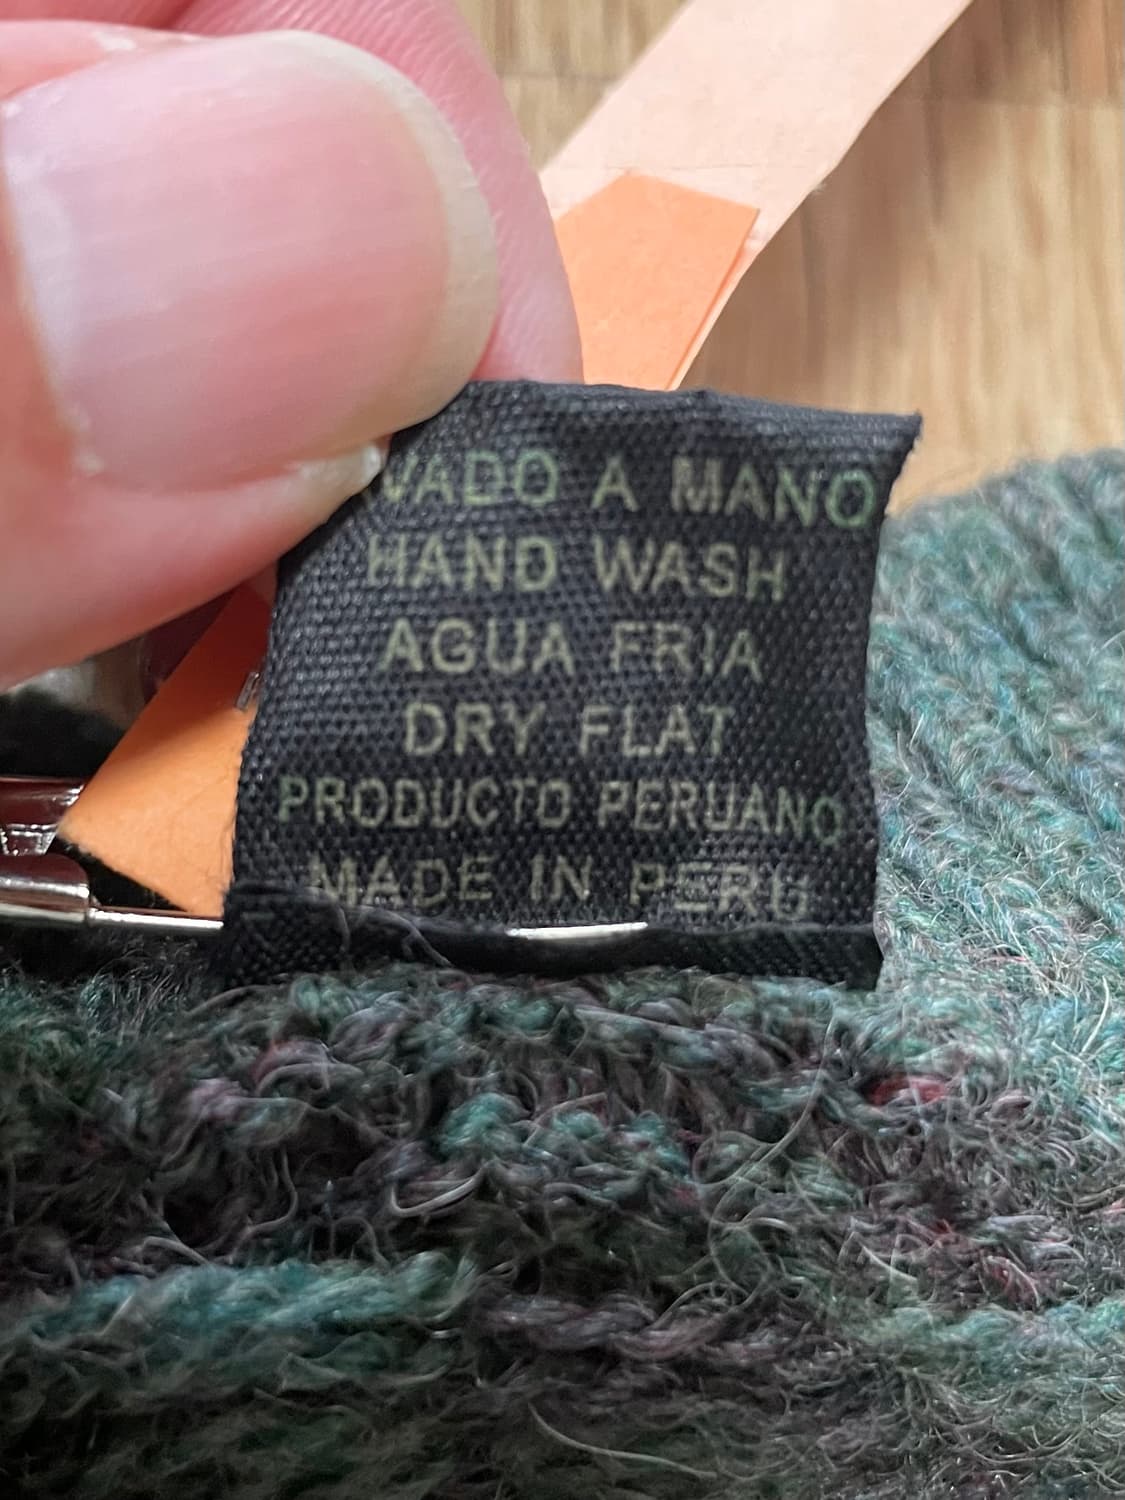 VADO A MANO
HAND WASH
AGUA FRIA
DRY FLAT
PRODUCTO PERUANO
MADE IN PERU